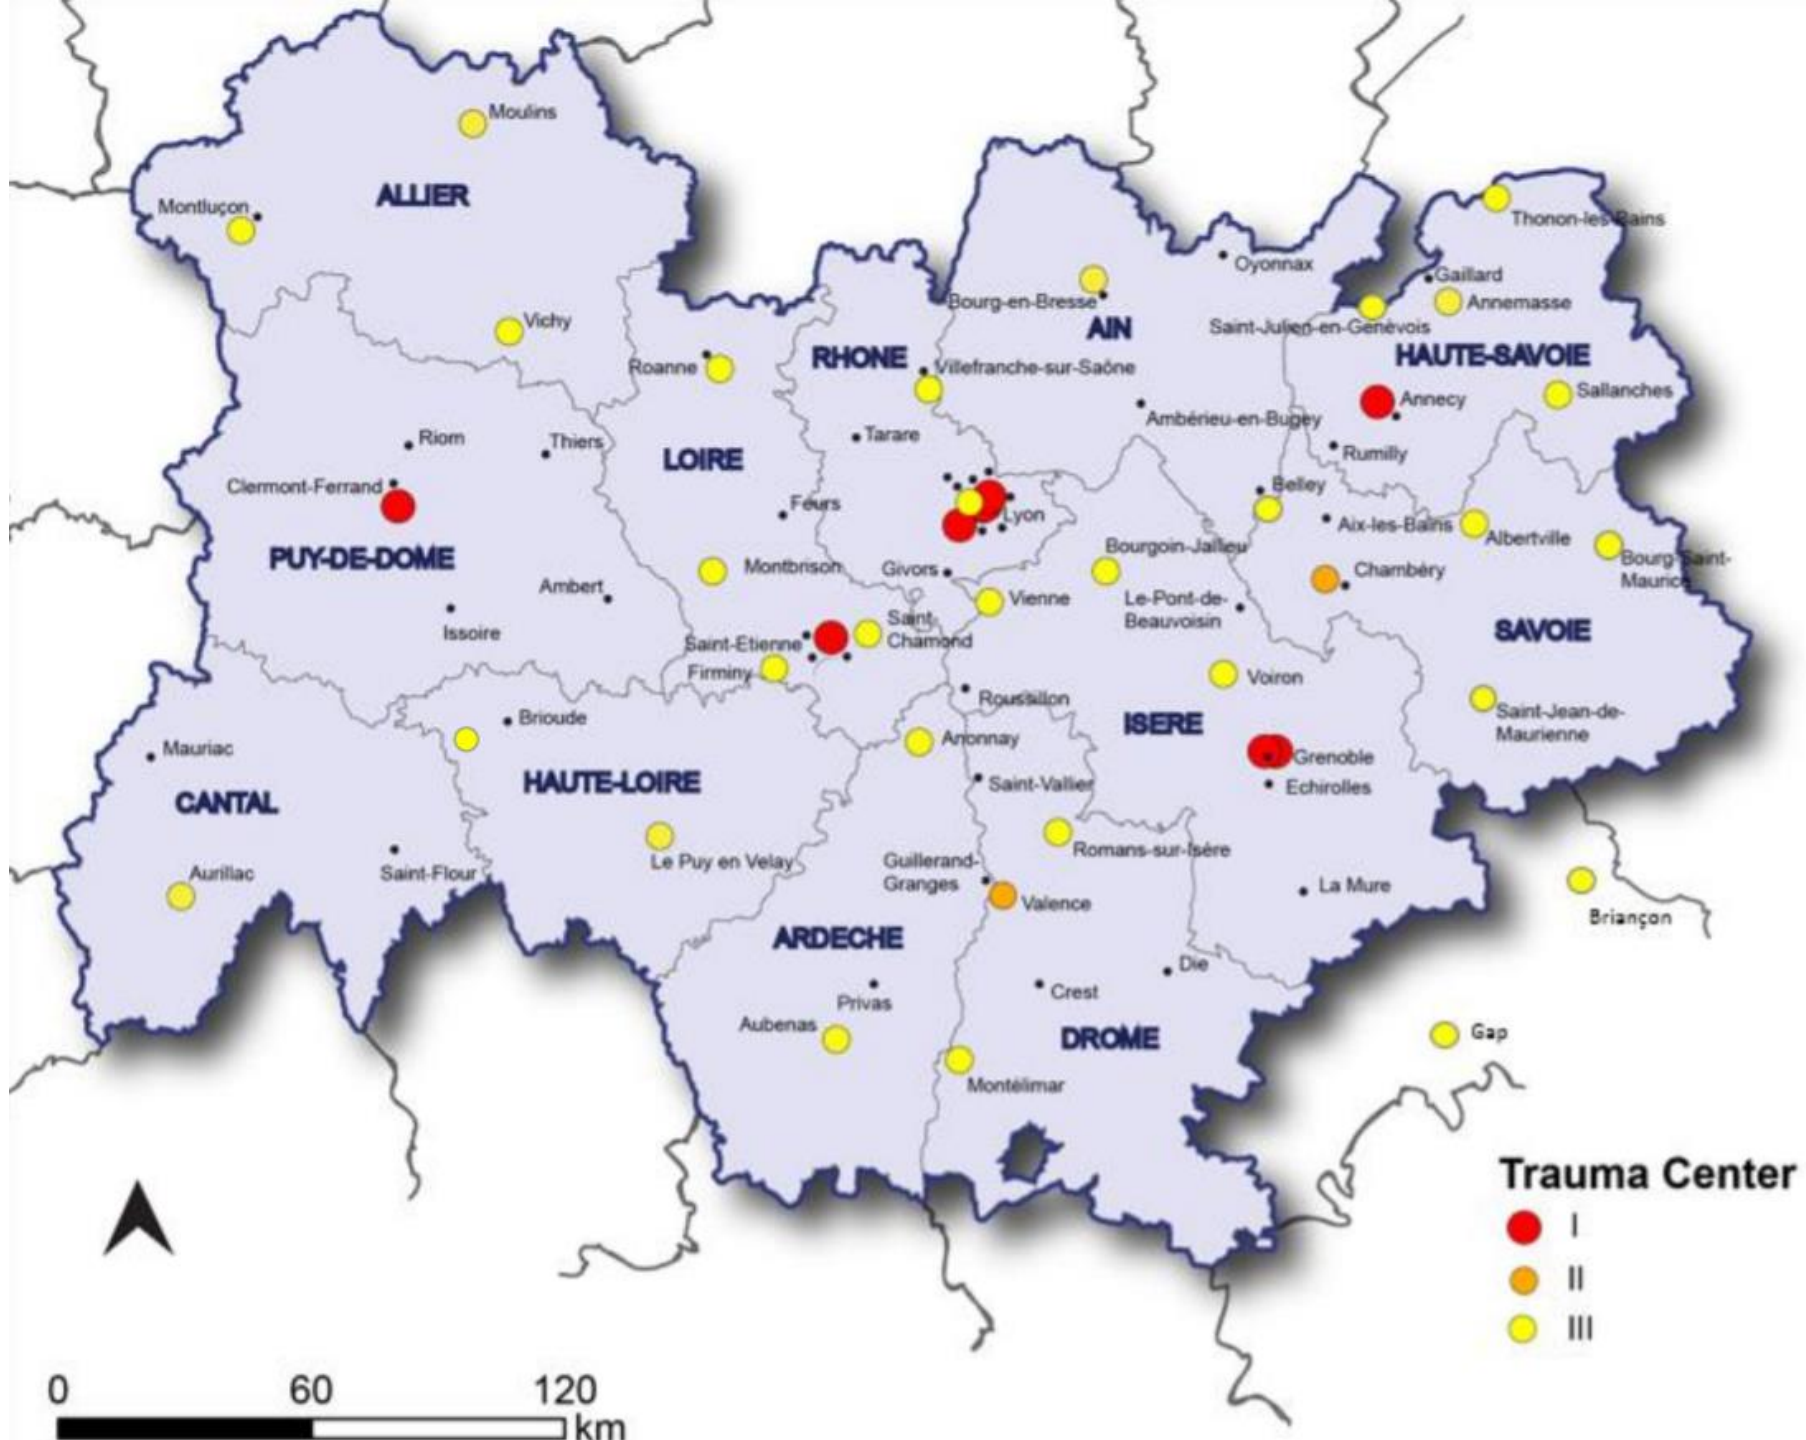 Moulins
Montluçon
ALLIER
Thonon-les-Bains
Oyonnax
Gaillard
Bourg-en-Bresse
Annemasse
AIN
Saint-Julien-en-Genévois
Vichy
RHONE
HAUTE-SAVOIE
Roanne
Villefranche-sur-Saône
Sallanches
Annecy
Ambérieu-en-Bugey
Riom
Thiers
Tarare
Rumilly
LOIRE
Clermont-Ferrand
Belley
Feurs
Lyon
Aix-les-Bains
Albertville
PUY-DE-DOME
Bourgoin-Jallieu
Bourg-Saint-
Maurice
Montbrison
Givors
Chambéry
Ambert
Vienne
Le-Pont-de-
Beauvoisin
Issoire
Saint-
Chamond
SAVOIE
Saint-Etienne
Firminy
Voiron
Roussillon
Saint-Jean-de-
Maurienne
Brioude
ISERE
Mauriac
Anonnay
Grenoble
HAUTE-LOIRE
Saint-Vallier
Echirolles
CANTAL
Romans-sur-Isère
Le Puy en Velay
Aurillac
Saint-Flour
Guillerand-
Granges
La Mure
Valence
Briançon
ARDECHE
Die
Privas
Crest
Aubenas
DROME
Gap
Montélimar
Trauma Center
I
II
III
0 60 120
km